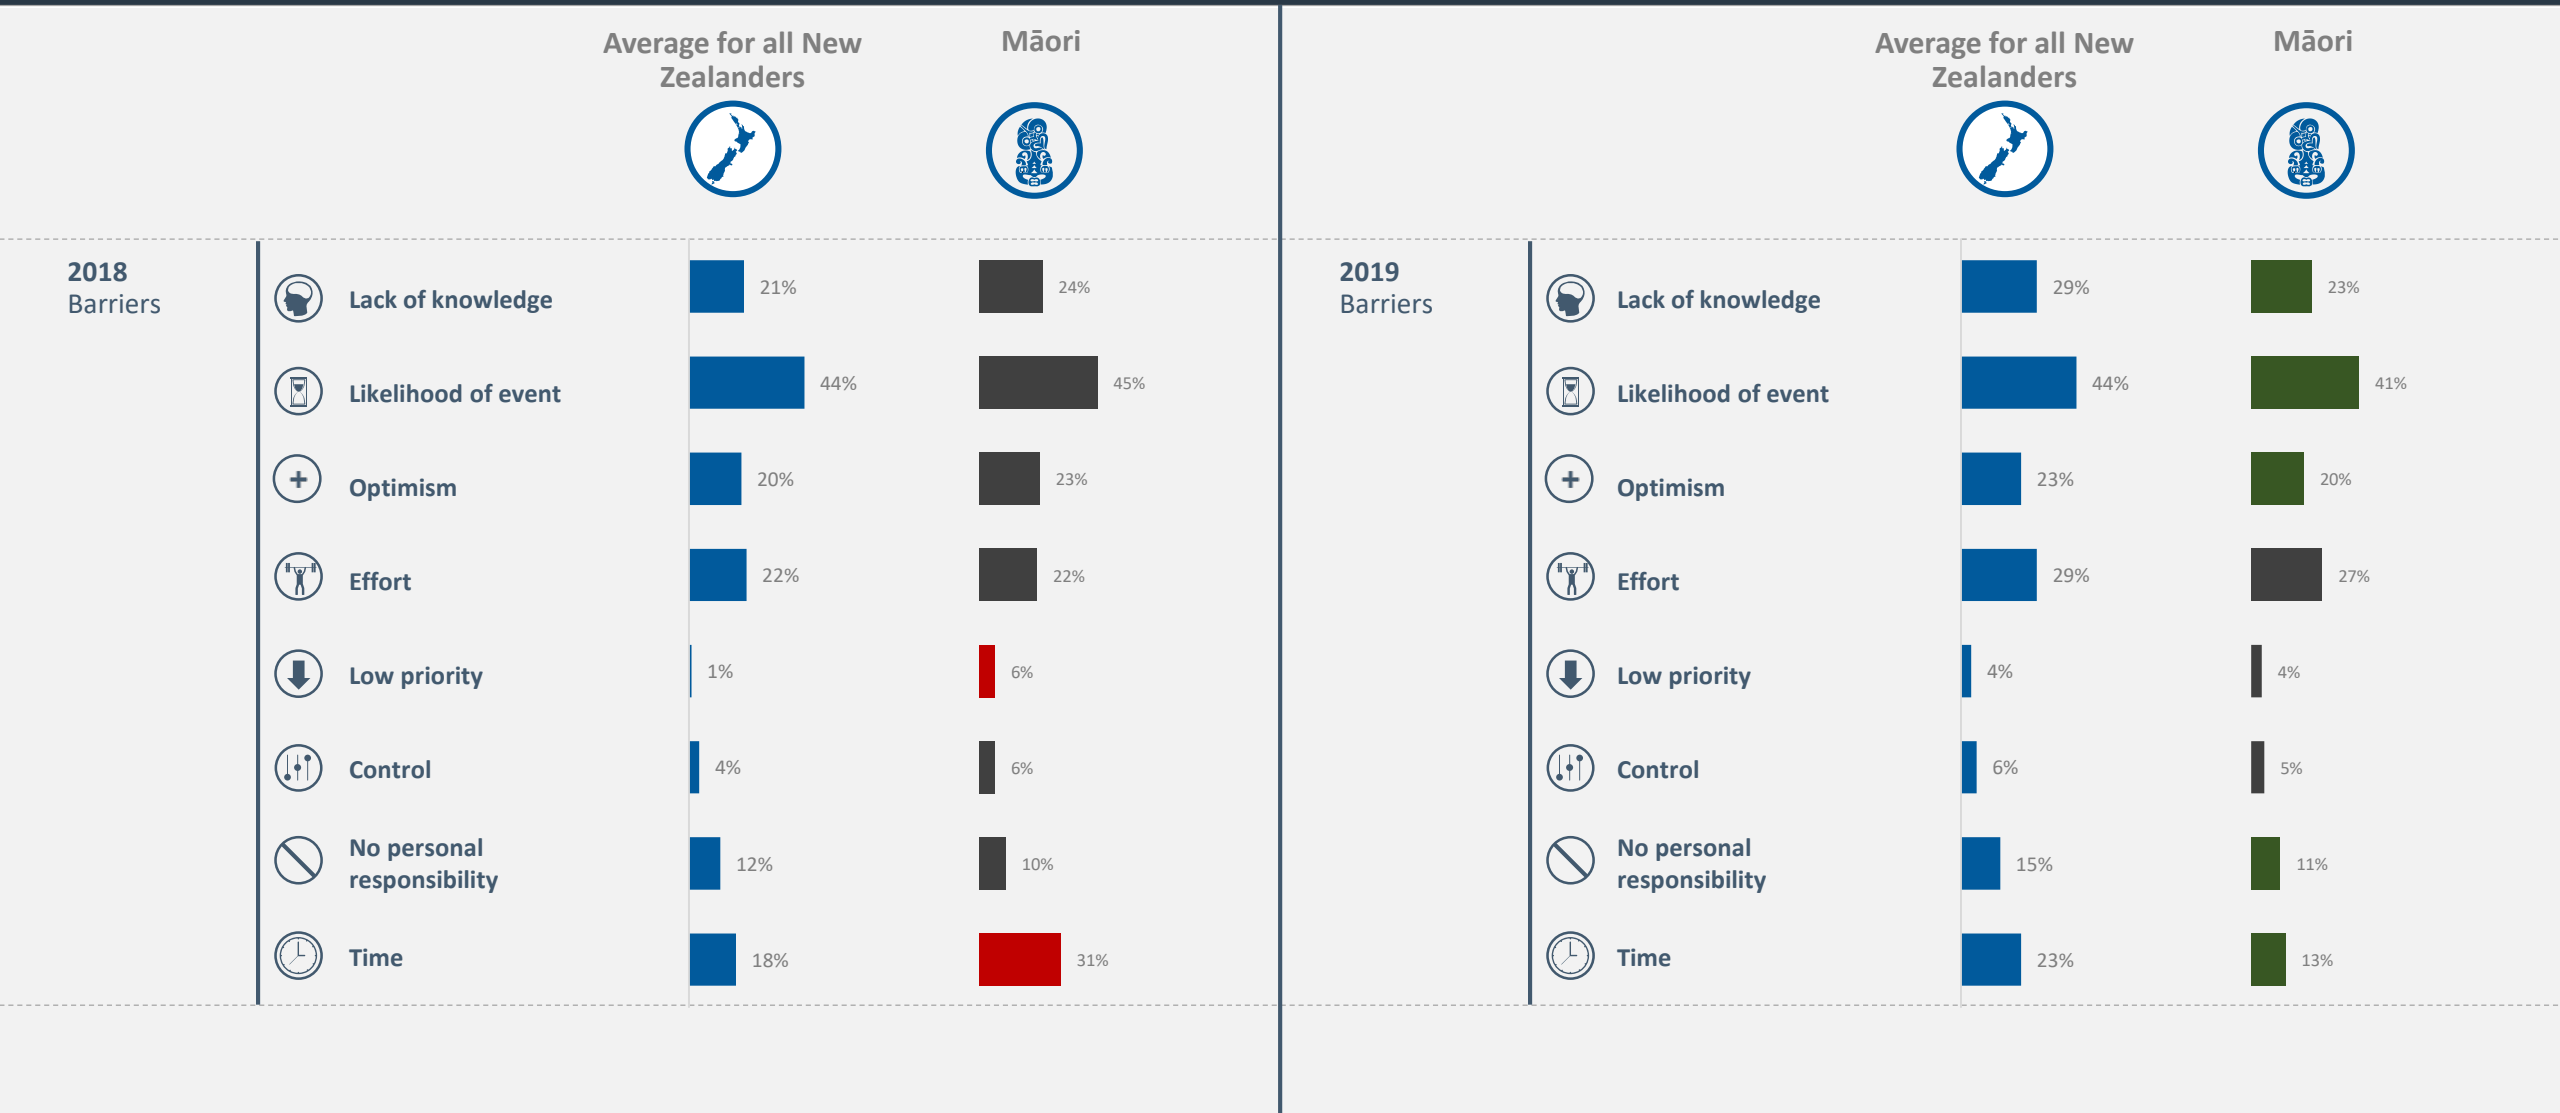 Average for all New
Zealanders
Māori
2018
Barriers
Lack of knowledge
21%
24%
Likelihood of event
44%
45%
Optimism
20%
23%
Effort
22%
22%
Low priority
1%
6%
Control
4%
6%
No personal
responsibility
12%
10%
Time
18%
31%
Average for all New
Zealanders
Māori
2019
Barriers
Lack of knowledge
29%
23%
Likelihood of event
44%
41%
Optimism
23%
20%
Effort
29%
27%
Low priority
4%
4%
Control
6%
5%
No personal
responsibility
15%
11%
Time
23%
13%